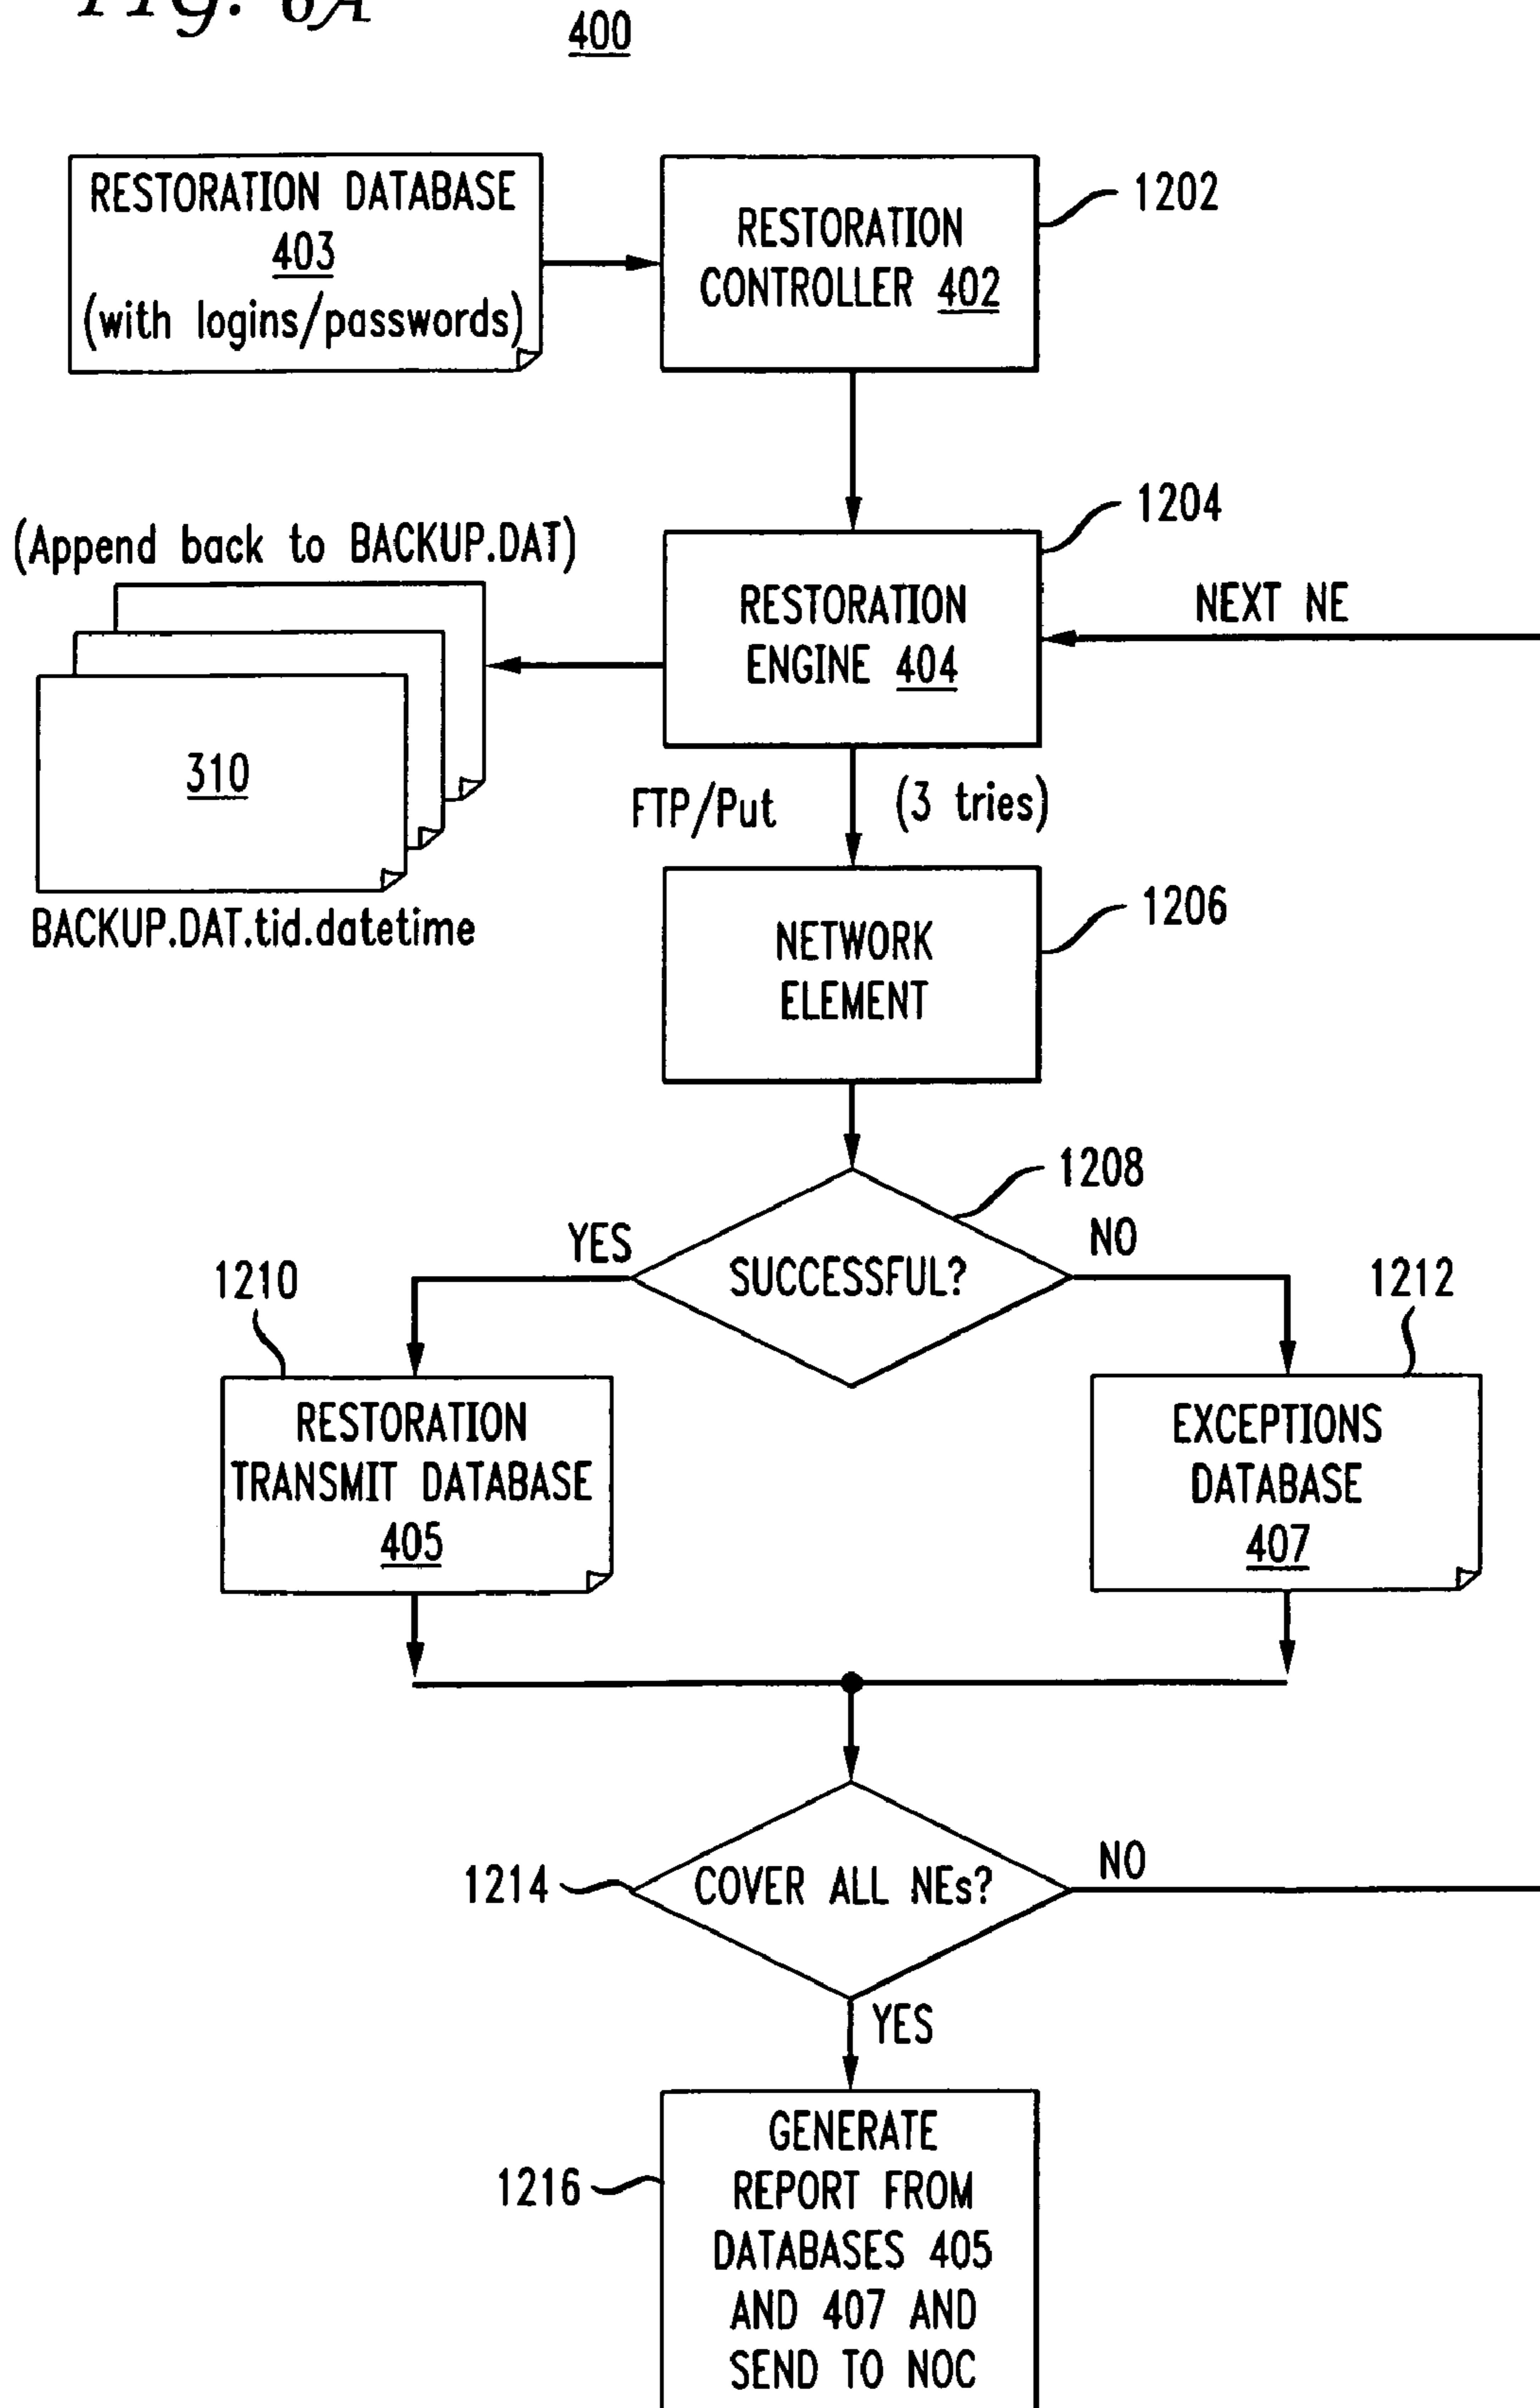 FIG. 6A
400
RESTORATION DATABASE
403
(with logins/passwords)
RESTORATION
CONTROLLER 402
1202
1204
(Append back to BACKUP.DAT)
RESTORATION
ENGINE 404
NEXT NE
310
FTP/Put
(3 tries)
BACKUP.DAT.tid.datetime
NETWORK
ELEMENT
1206
1208
YES
SUCCESSFUL?
NO
1210
1212
RESTORATION
TRANSMIT DATABASE
405
EXCEPTIONS
DATABASE
407
1214
COVER ALL NEs?
NO
YES
1216
GENERATE
REPORT FROM
DATABASES 405
AND 407 AND
SEND TO NOC